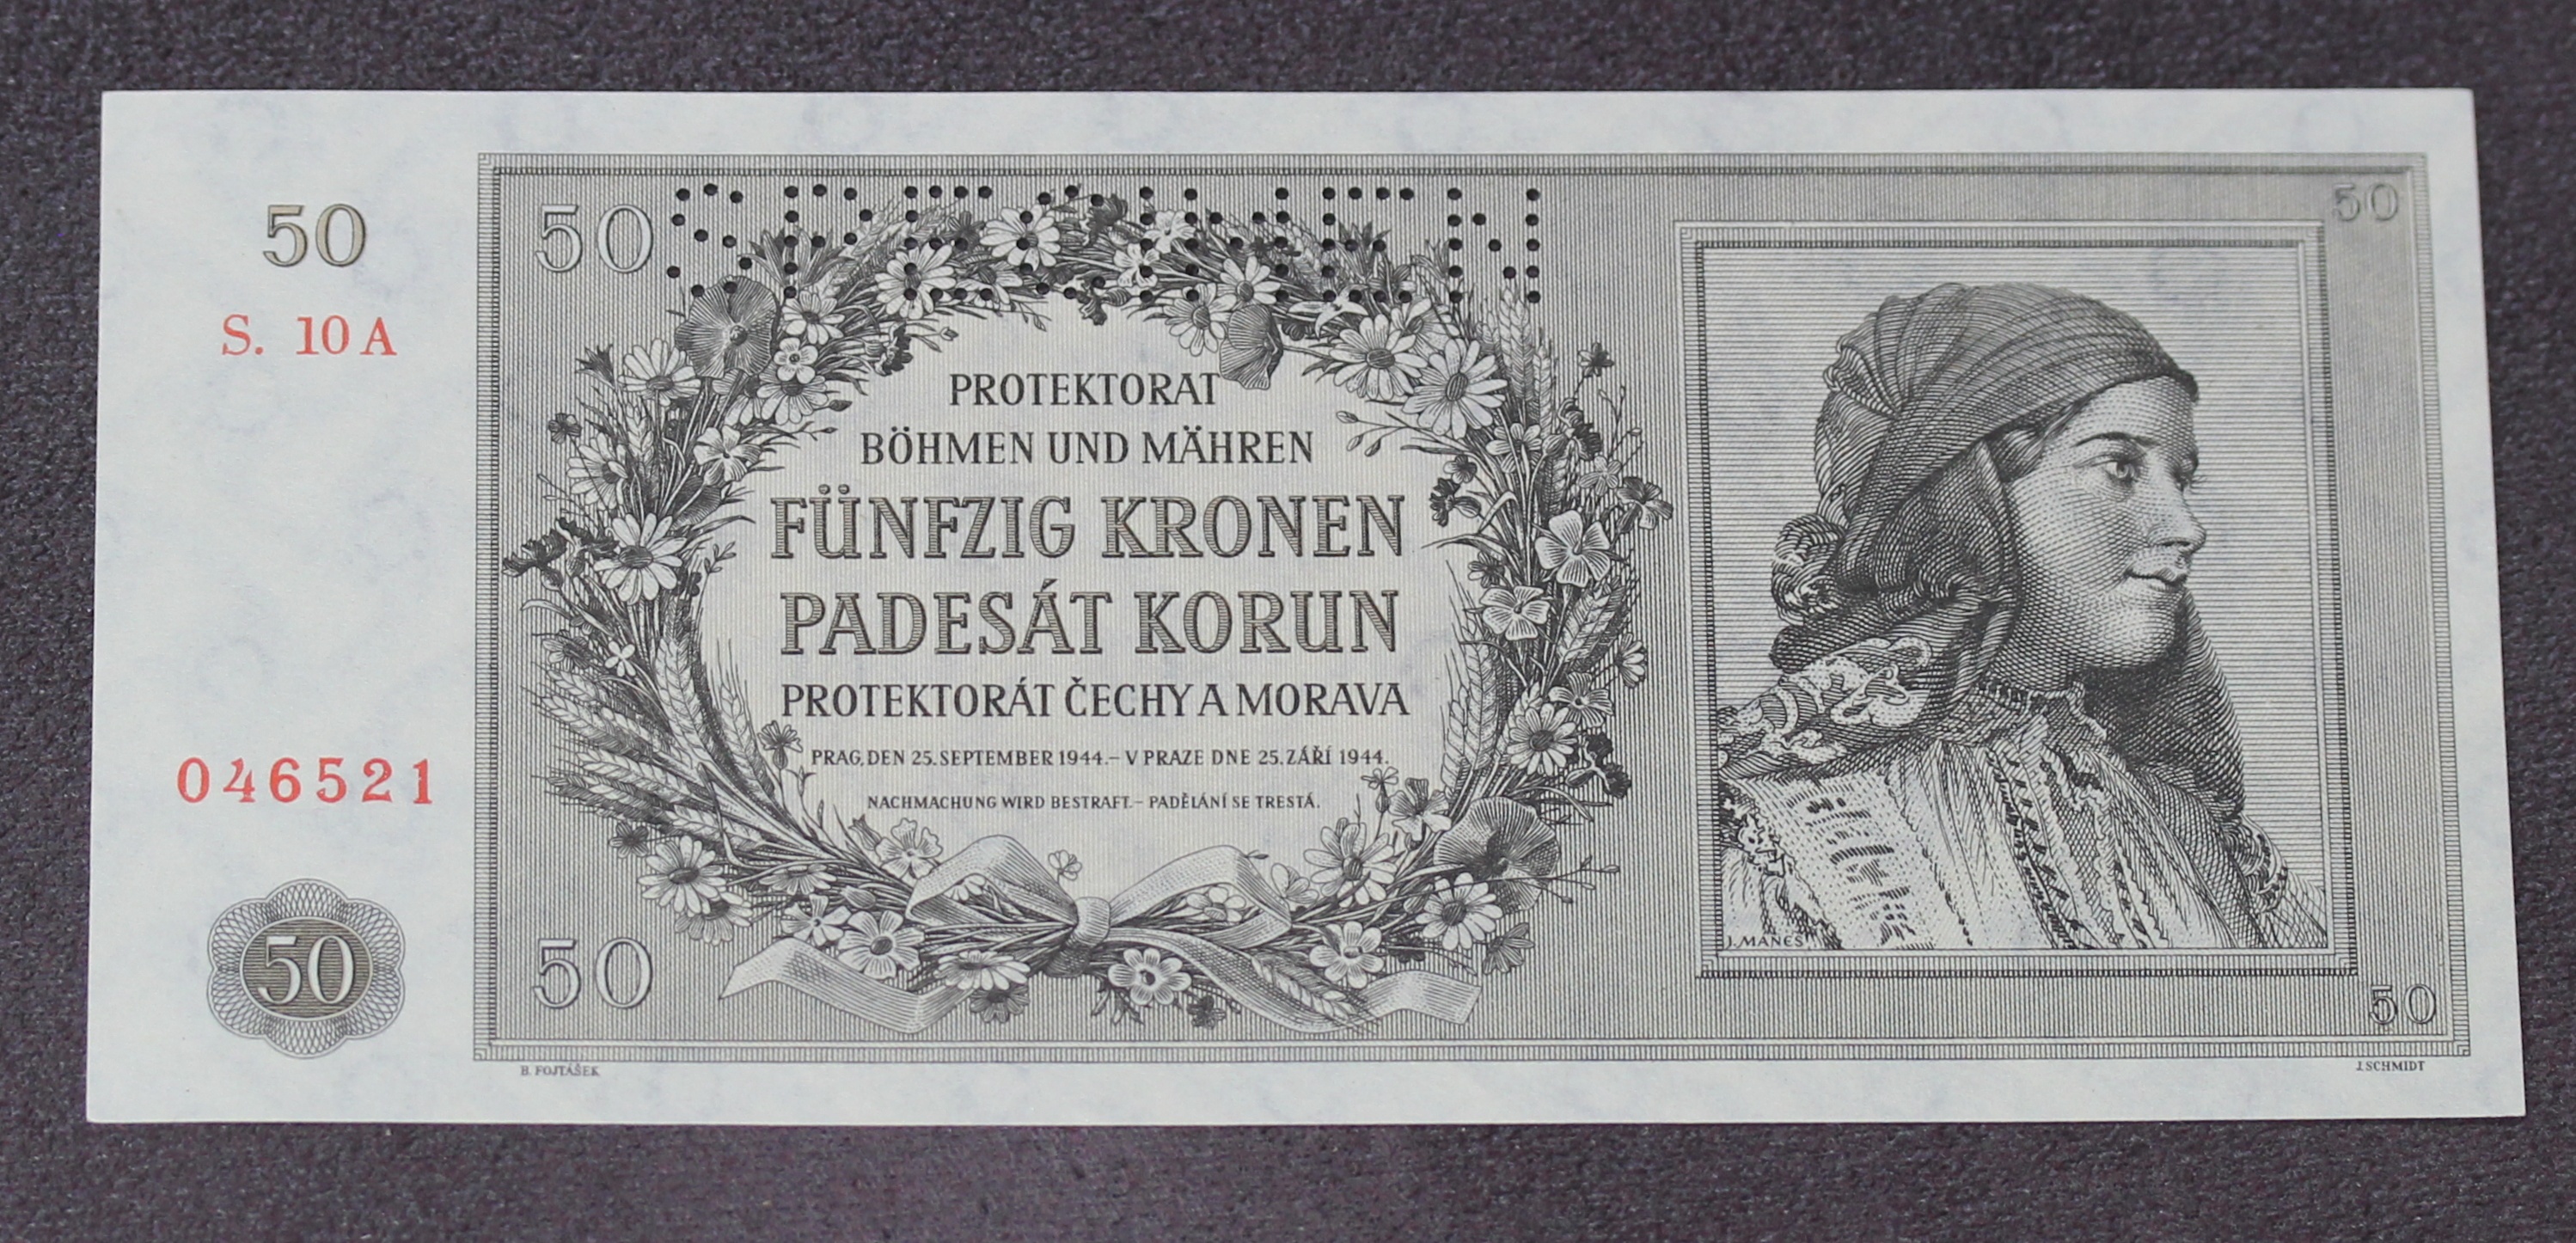 SPECIMEN
50
50
50
S. 10 A
PROTEKTORAT
BÖHMEN UND MÄHREN
FÜNFZIG KRONEN
PADESÁT KORUN
PROTEKTORÁT ČECHY A MORAVA
PRAG, DEN 25. SEPTEMBER 1944. – V PRAZE DNE 25. ZÁŘÍ 1944.
NACHMACHUNG WIRD BESTRAFT. – PADĚLÁNÍ SE TRESTÁ.
046521
J. MÁNES
50
50
50
B. FOJTÁŠEK
J. SCHMIDT